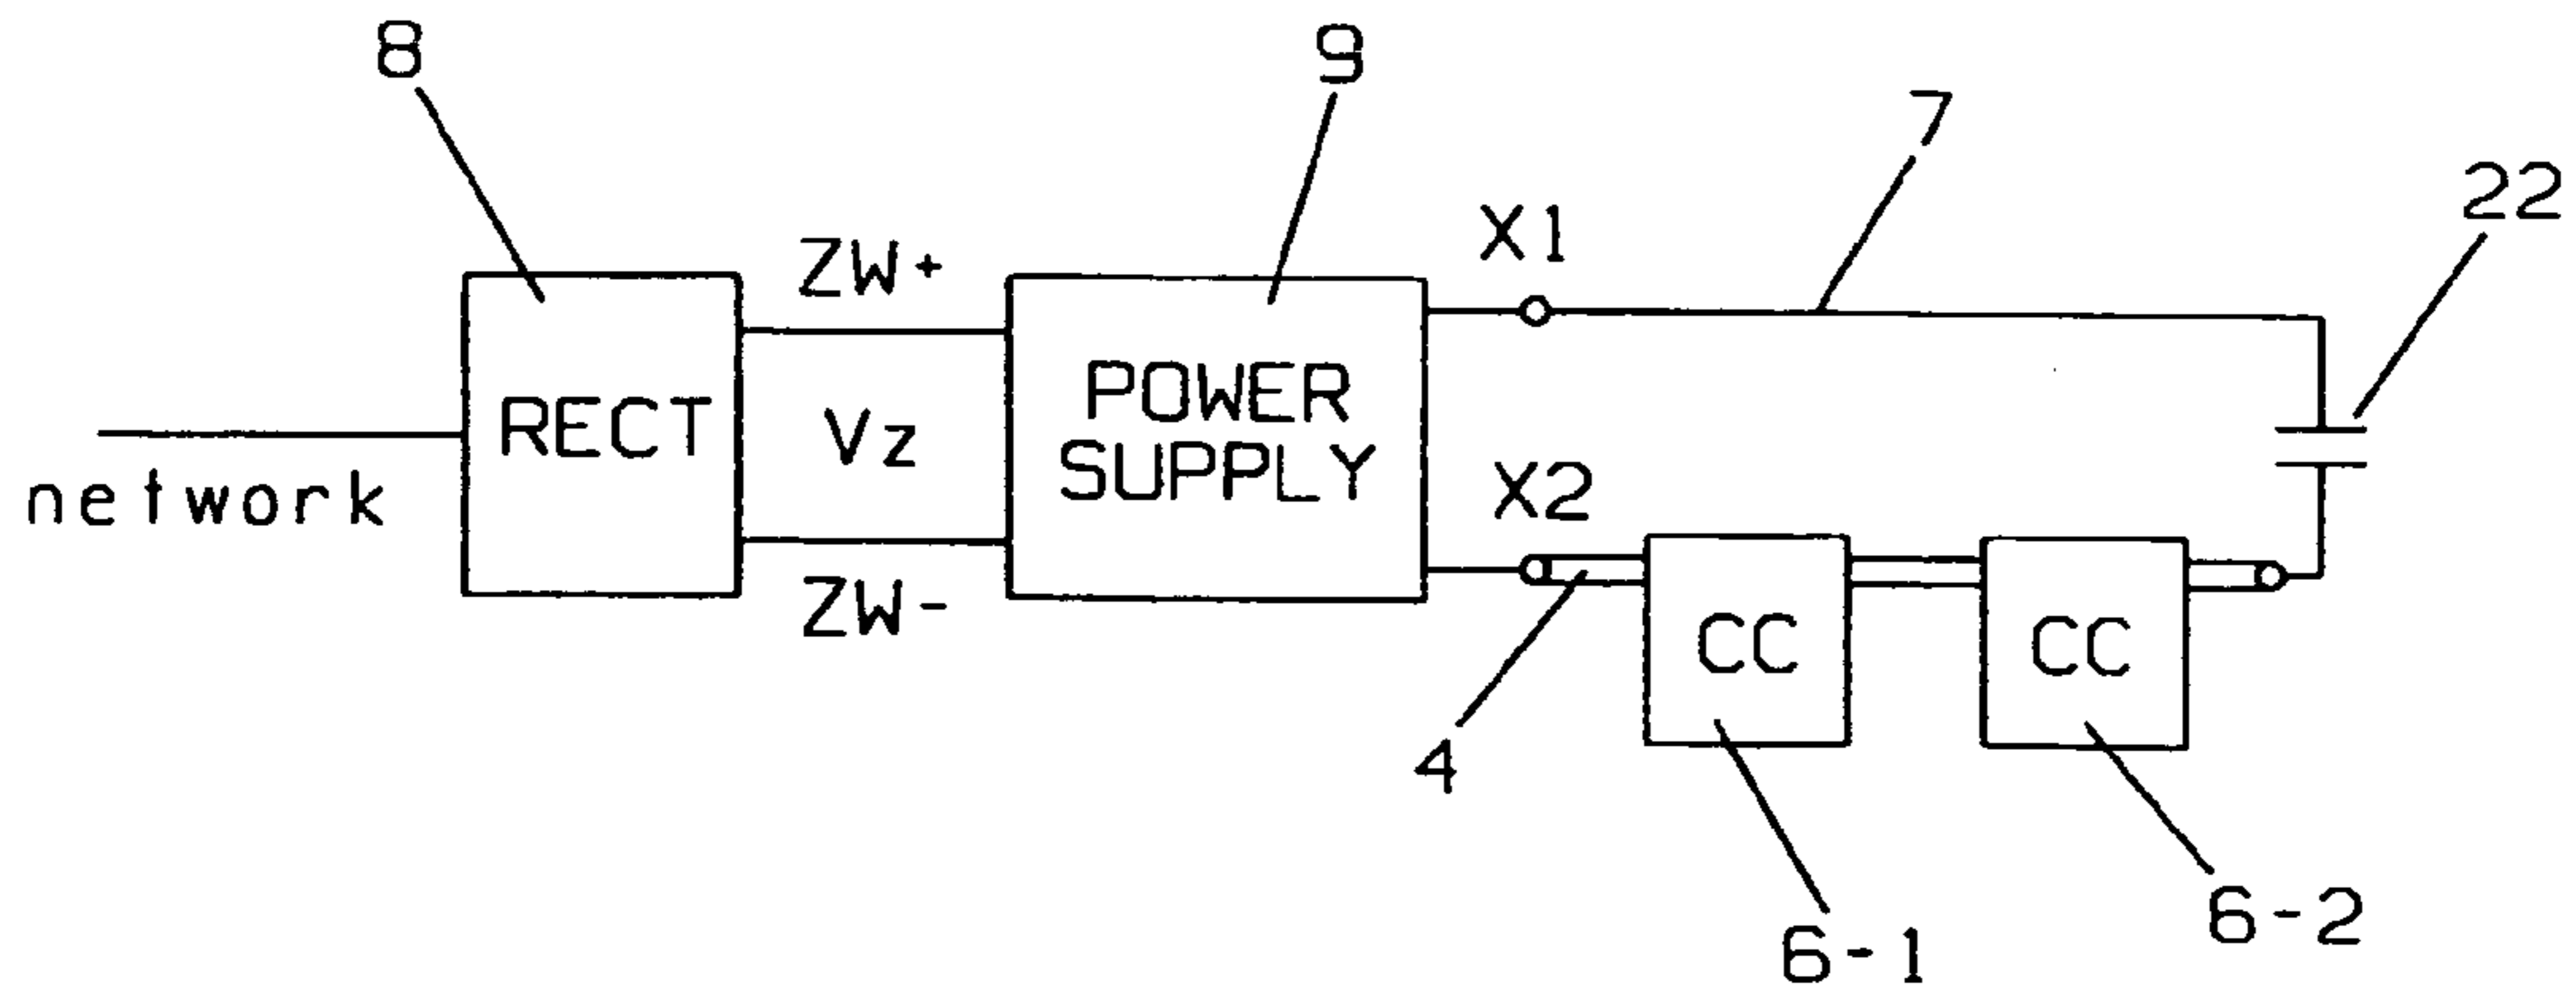 8
9
7
22
X1
ZW+
RECT
Vz
POWER
SUPPLY
network
X2
ZW-
CC
CC
4
6-1
6-2